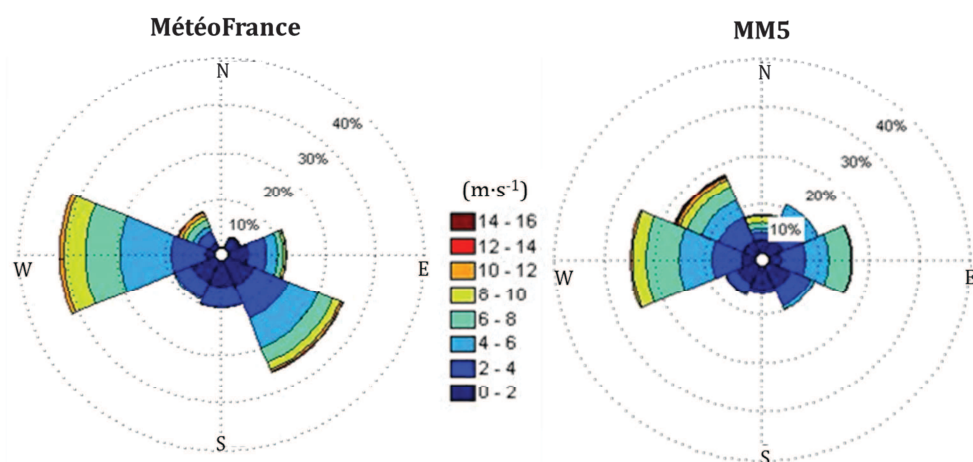 MétéoFrance
N
40%
30%
20%
10%
W
E
S
(m·s⁻¹)
14 - 16
12 - 14
10 - 12
8 - 10
6 - 8
4 - 6
2 - 4
0 - 2
MM5
N
40%
30%
20%
10%
W
E
S